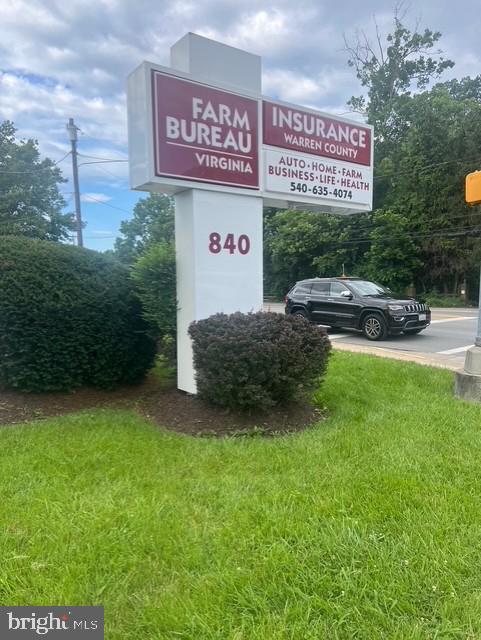 FARM
BUREAU
VIRGINIA
INSURANCE
WARREN COUNTY
AUTO • HOME • FARM
BUSINESS • LIFE • HEALTH
540-635-4074
840
bright MLS